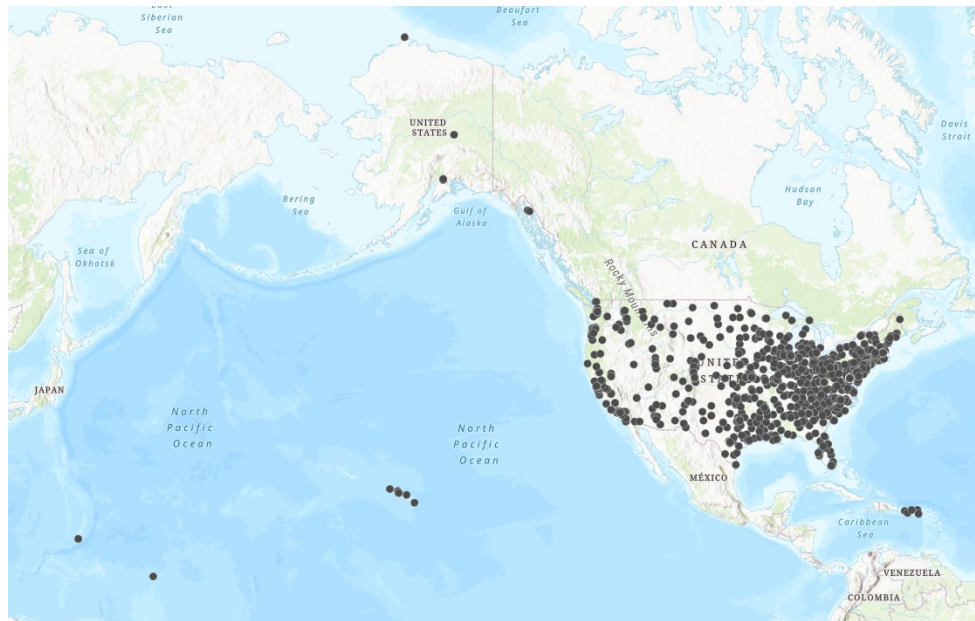 East
Siberian
Sea
Beaufort
Sea
UNITED
STATES
Davis
Strait
Bering
Sea
Hudson
Bay
Gulf of
Alaska
Sea of
Okhotsk
CANADA
Rocky Mountains
JAPAN
North
Pacific
Ocean
North
Pacific
Ocean
MÉXICO
Caribbean
Sea
VENEZUELA
COLOMBIA